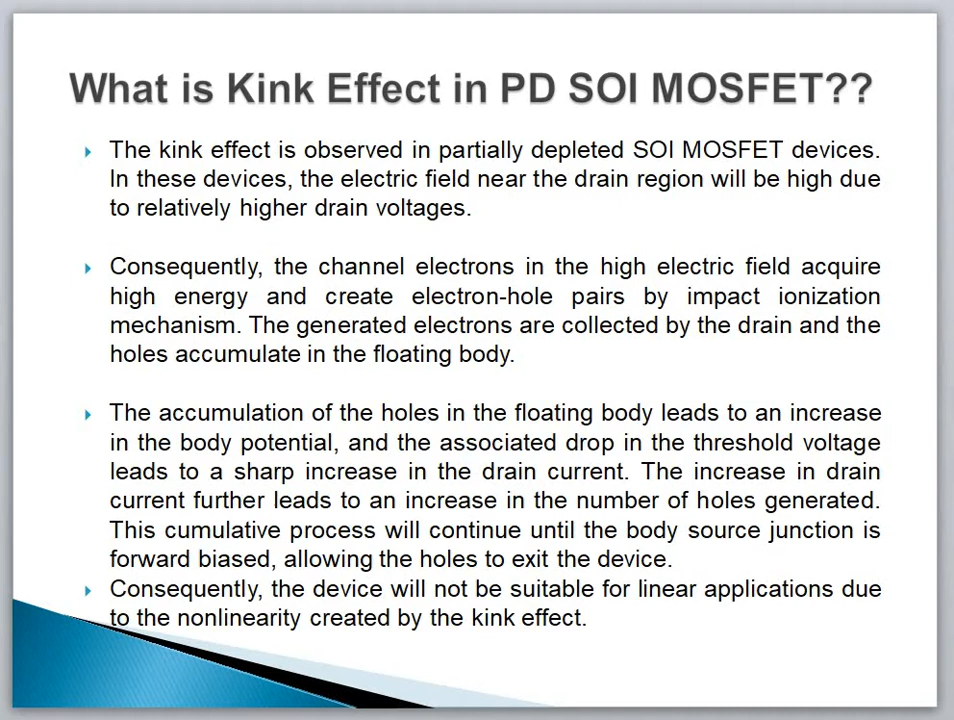 What is Kink Effect in PD SOI MOSFET??
The kink effect is observed in partially depleted SOI MOSFET devices.
In these devices, the electric field near the drain region will be high due
to relatively higher drain voltages.
Consequently, the channel electrons in the high electric field acquire
high energy and create electron-hole pairs by impact ionization
mechanism. The generated electrons are collected by the drain and the
holes accumulate in the floating body.
The accumulation of the holes in the floating body leads to an increase
in the body potential, and the associated drop in the threshold voltage
leads to a sharp increase in the drain current. The increase in drain
current further leads to an increase in the number of holes generated.
This cumulative process will continue until the body source junction is
forward biased, allowing the holes to exit the device.
Consequently, the device will not be suitable for linear applications due
to the nonlinearity created by the kink effect.